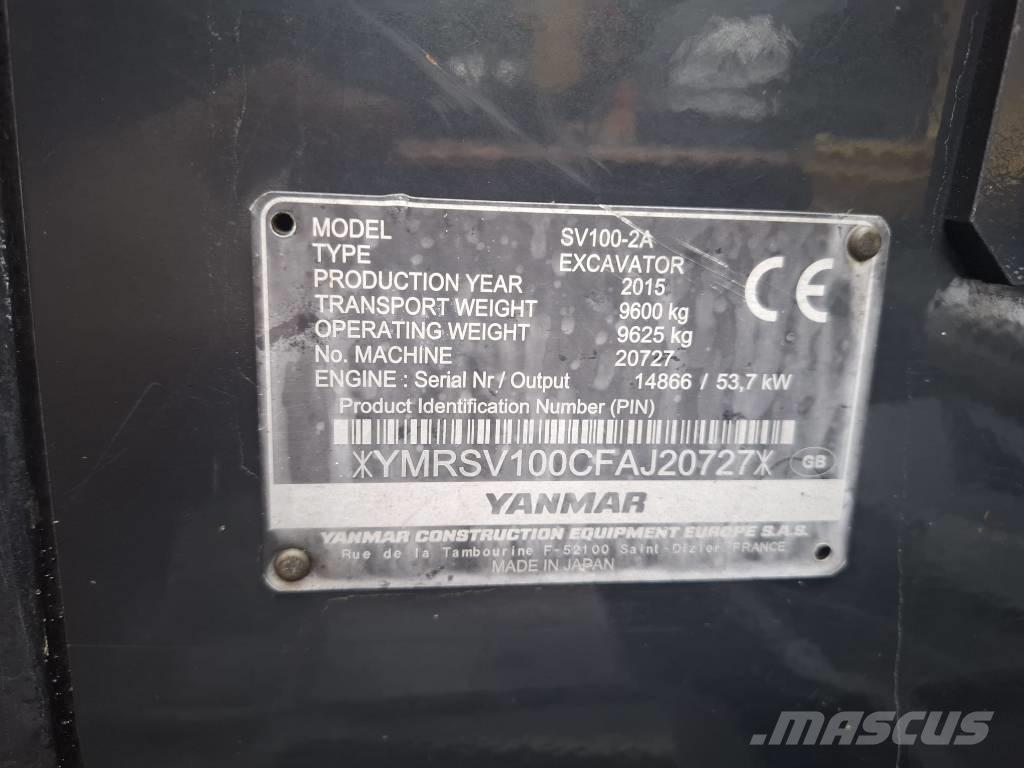 MODEL SV100-2A
TYPE EXCAVATOR
PRODUCTION YEAR 2015
TRANSPORT WEIGHT 9600 kg
OPERATING WEIGHT 9625 kg
No. MACHINE 20727
ENGINE : Serial Nr / Output 14866 / 53,7 kW
CE
Product Identification Number (PIN)
*YMRSV100CFAJ20727*
GB
YANMAR
YANMAR CONSTRUCTION EQUIPMENT EUROPE S.A.S.
Rue de la Tambourine F-52100 Saint-Dizier FRANCE
MADE IN JAPAN
MASCUS